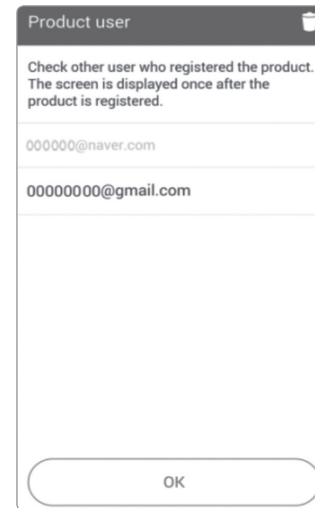 Product user
Check other user who registered the product.
The screen is displayed once after the
product is registered.
000000@naver.com
00000000@gmail.com
OK